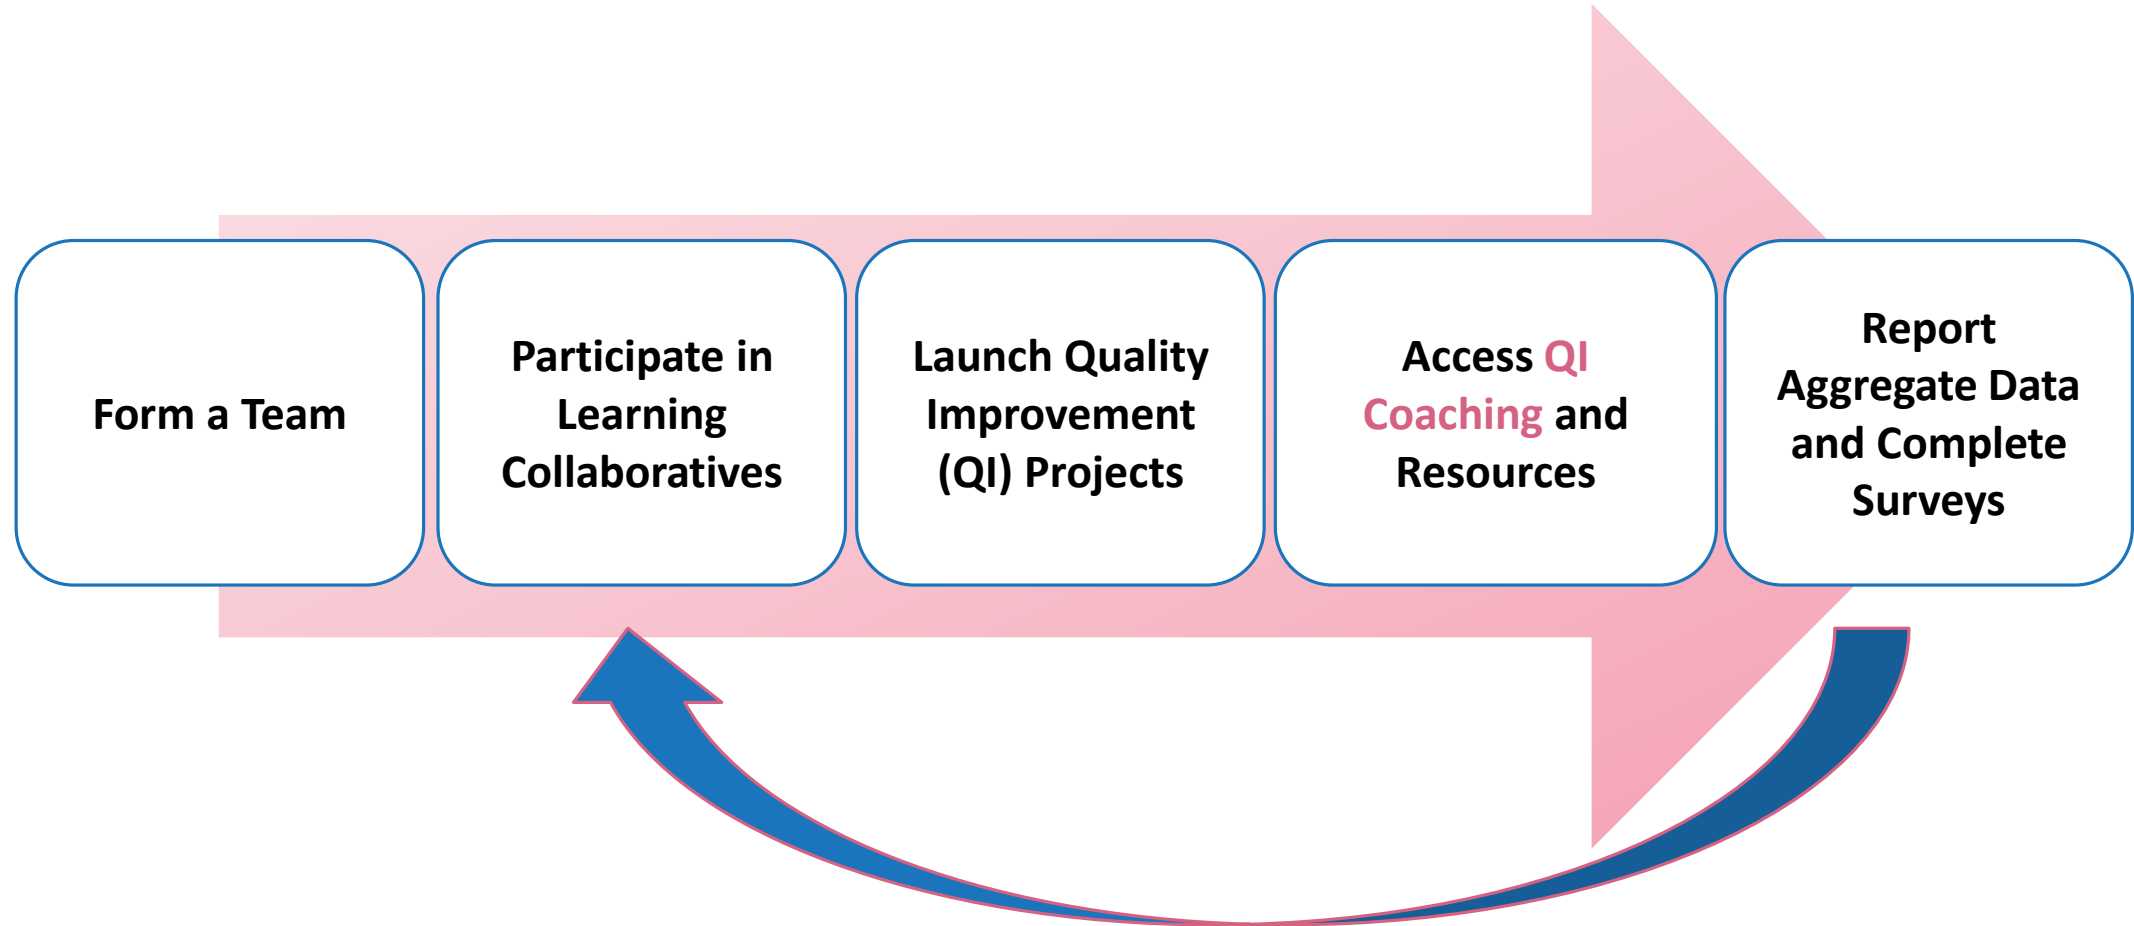 Form a Team
Participate in
Learning
Collaboratives
Launch Quality
Improvement
(QI) Projects
Access QI
Coaching and
Resources
Report
Aggregate Data
and Complete
Surveys